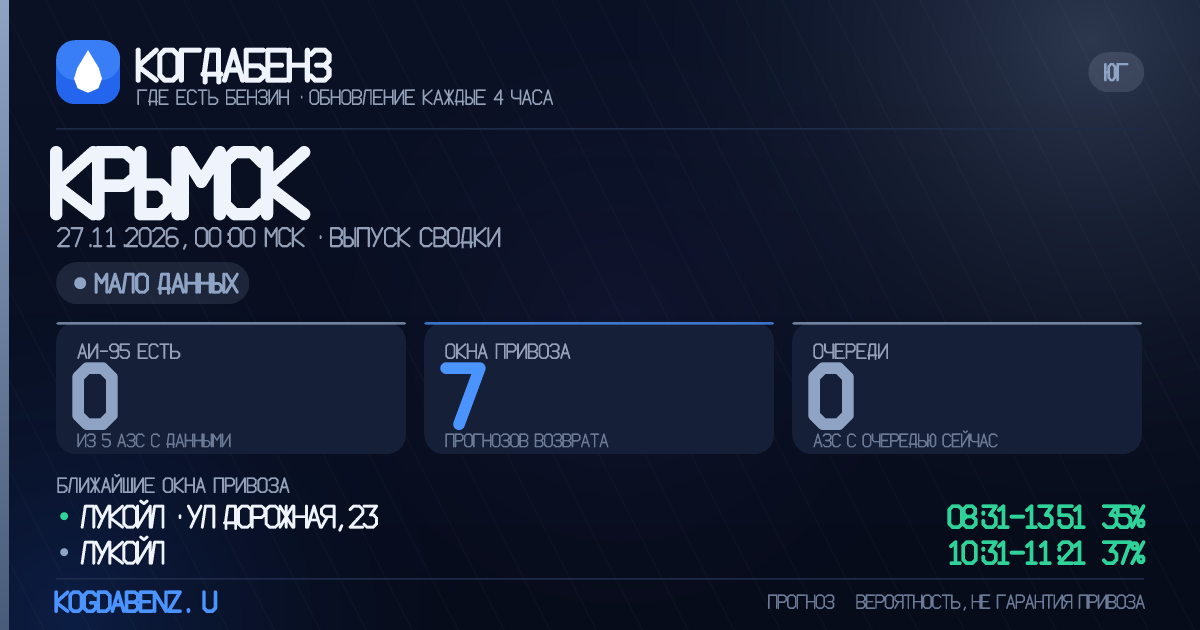 КОГДАБЕНЗ
ГДЕ ЕСТЬ БЕНЗИН · ОБНОВЛЕНИЕ КАЖДЫЕ 4 ЧАСА
ЮГ
КРЫМСК
27.11.2026, 00:00 МСК · ВЫПУСК СВОДКИ
МАЛО ДАННЫХ
АИ-95 ЕСТЬ
0
ИЗ 5 АЗС С ДАННЫМИ
ОКНА ПРИВОЗА
7
ПРОГНОЗОВ ВОЗВРАТА
ОЧЕРЕДИ
0
АЗС С ОЧЕРЕДЬЮ СЕЙЧАС
БЛИЖАЙШИЕ ОКНА ПРИВОЗА
• ЛУКОЙЛ · УЛ ДОРОЖНАЯ, 23 08:31-13:51 35%
• ЛУКОЙЛ 10:31-11:21 37%
KOGDABENZ. U
ПРОГНОЗ ВЕРОЯТНОСТЬ, НЕ ГАРАНТИЯ ПРИВОЗА